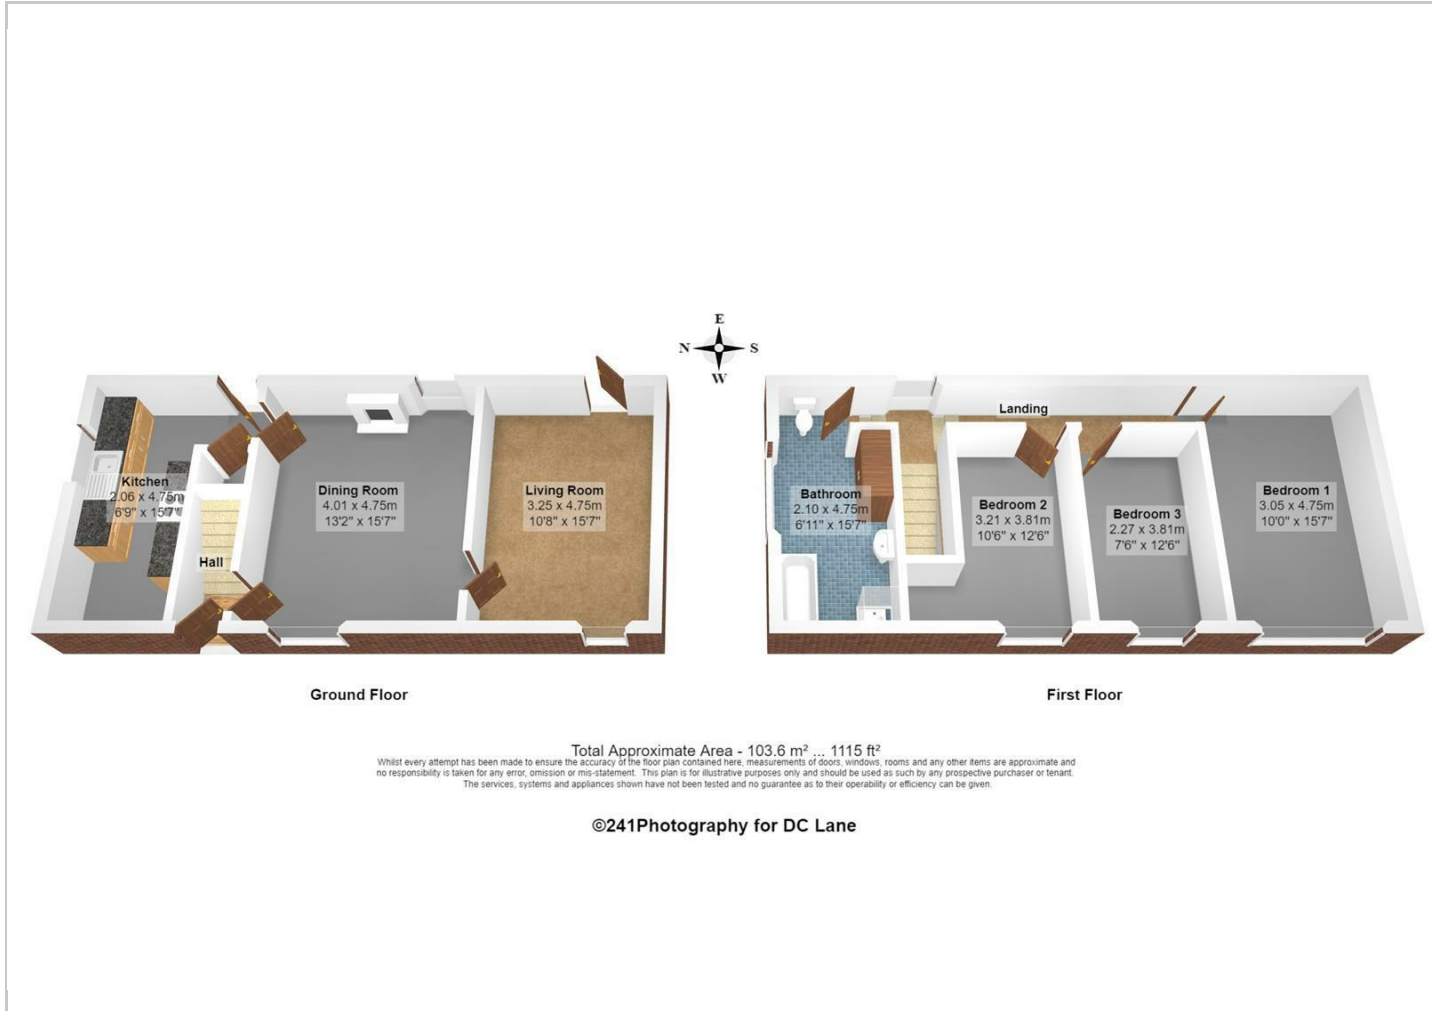 E
N S
W
Landing
Kitchen
2.06 x 4.75m
6'9" x 15'7"
Dining Room
4.01 x 4.75m
13'2" x 15'7"
Living Room
3.25 x 4.75m
10'8" x 15'7"
Hall
Bathroom
2.10 x 4.75m
6'11" x 15'7"
Bedroom 2
3.21 x 3.81m
10'6" x 12'6"
Bedroom 3
2.27 x 3.81m
7'6" x 12'6"
Bedroom 1
3.05 x 4.75m
10'0" x 15'7"
Ground Floor
First Floor
Total Approximate Area - 103.6 m² ... 1115 ft²
Whilst every attempt has been made to ensure the accuracy of the floor plan contained here, measurements of doors, windows, rooms and any other items are approximate and
no responsibility is taken for any error, omission or mis-statement. This plan is for illustrative purposes only and should be used as such by any prospective purchaser or tenant.
The services, systems and appliances shown have not been tested and no guarantee as to their operability or efficiency can be given.
©241Photography for DC Lane